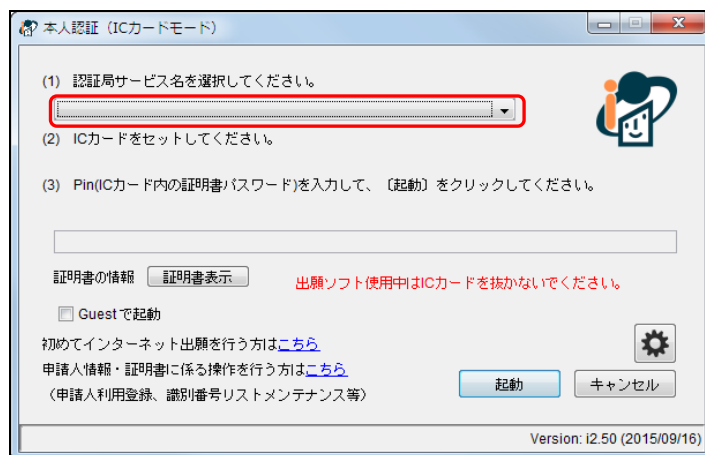 本人認証（ICカードモード）
(1) 認証局サービス名を選択してください。
(2) ICカードをセットしてください。
(3) Pin(ICカード内の証明書パスワード)を入力して、〔起動〕をクリックしてください。
証明書の情報 証明書表示 出願ソフト使用中はICカードを抜かないでください。
Guestで起動
初めてインターネット出願を行う方はこちら
申請人情報・証明書に係る操作を行う方はこちら
（申請人利用登録、識別番号リストメンテナンス等）
起動 キャンセル
Version: i2.50 (2015/09/16)